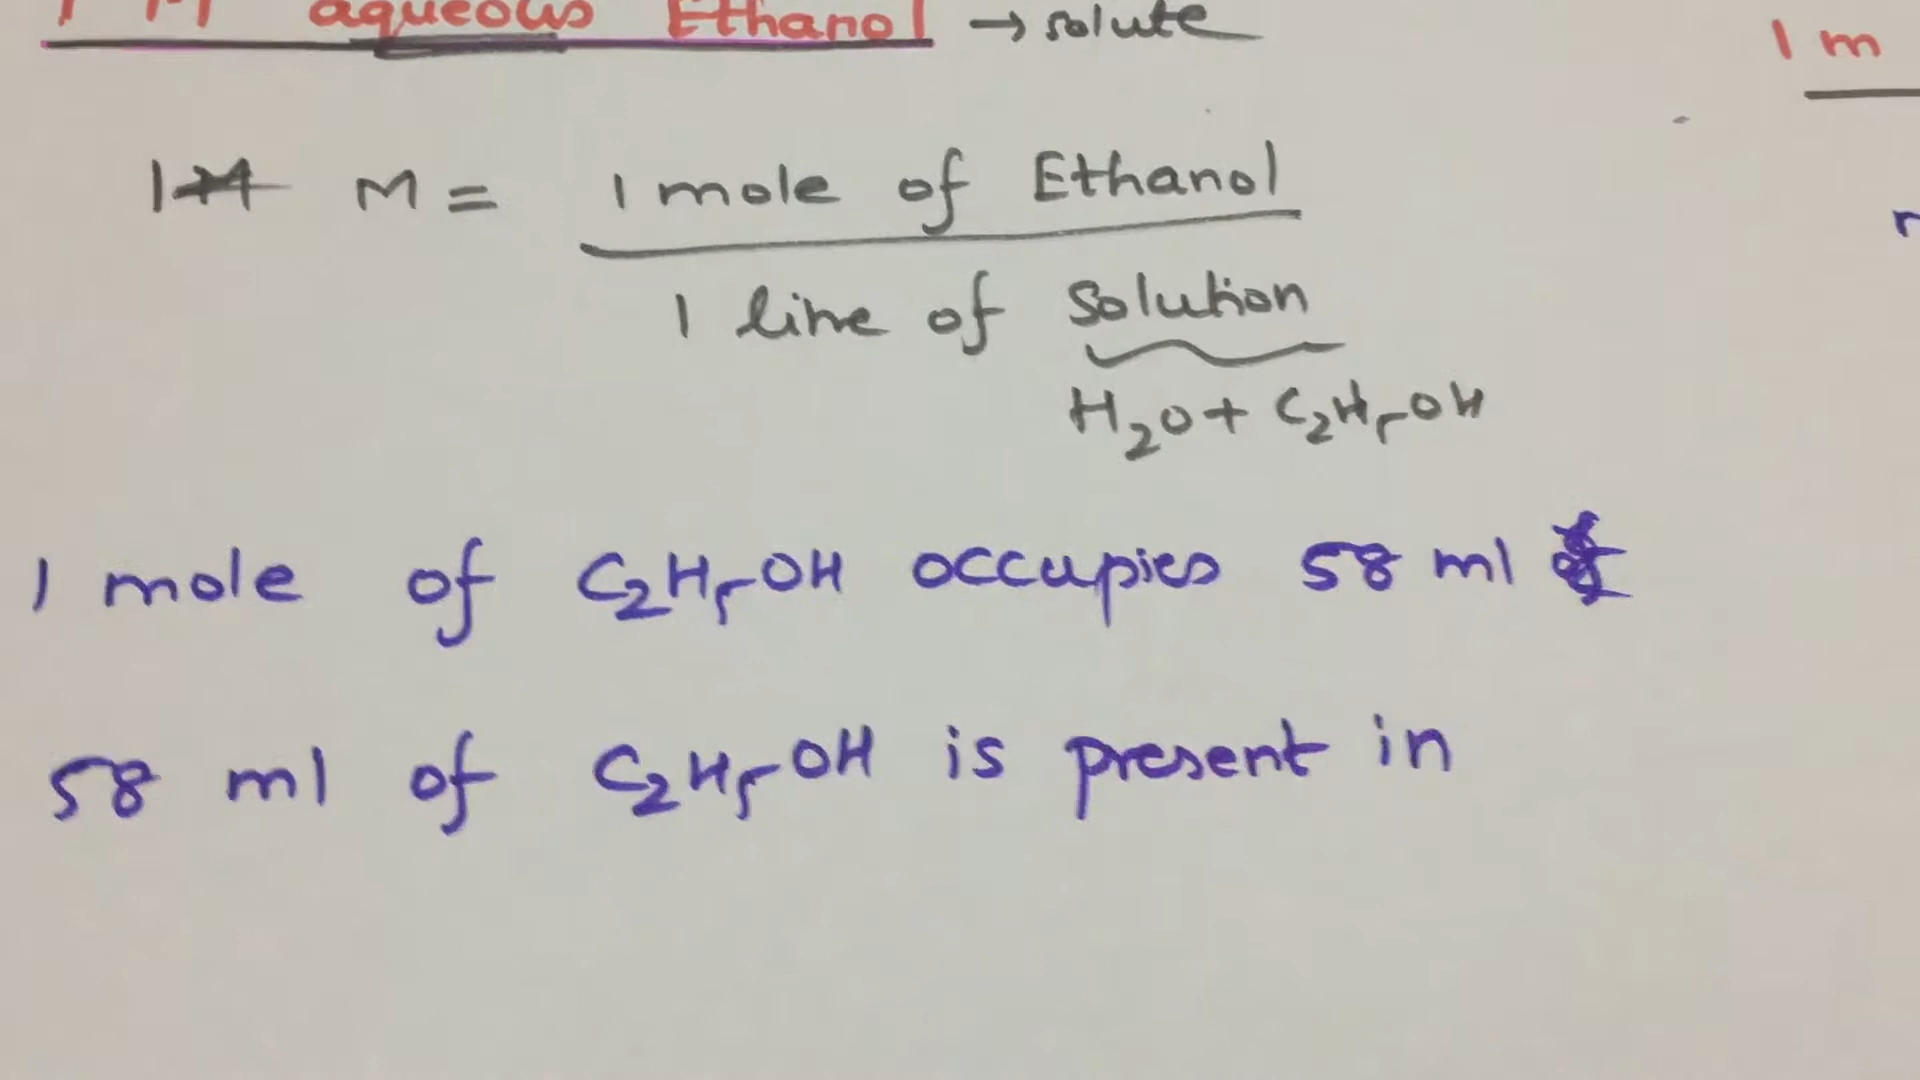 1 M aqueous Ethanol → solute
1 m
M = 1 mole of Ethanol
1 litre of solution
H₂O + C₂H₅OH
1 mole of C₂H₅OH occupies 58 ml
58 ml of C₂H₅OH is present in